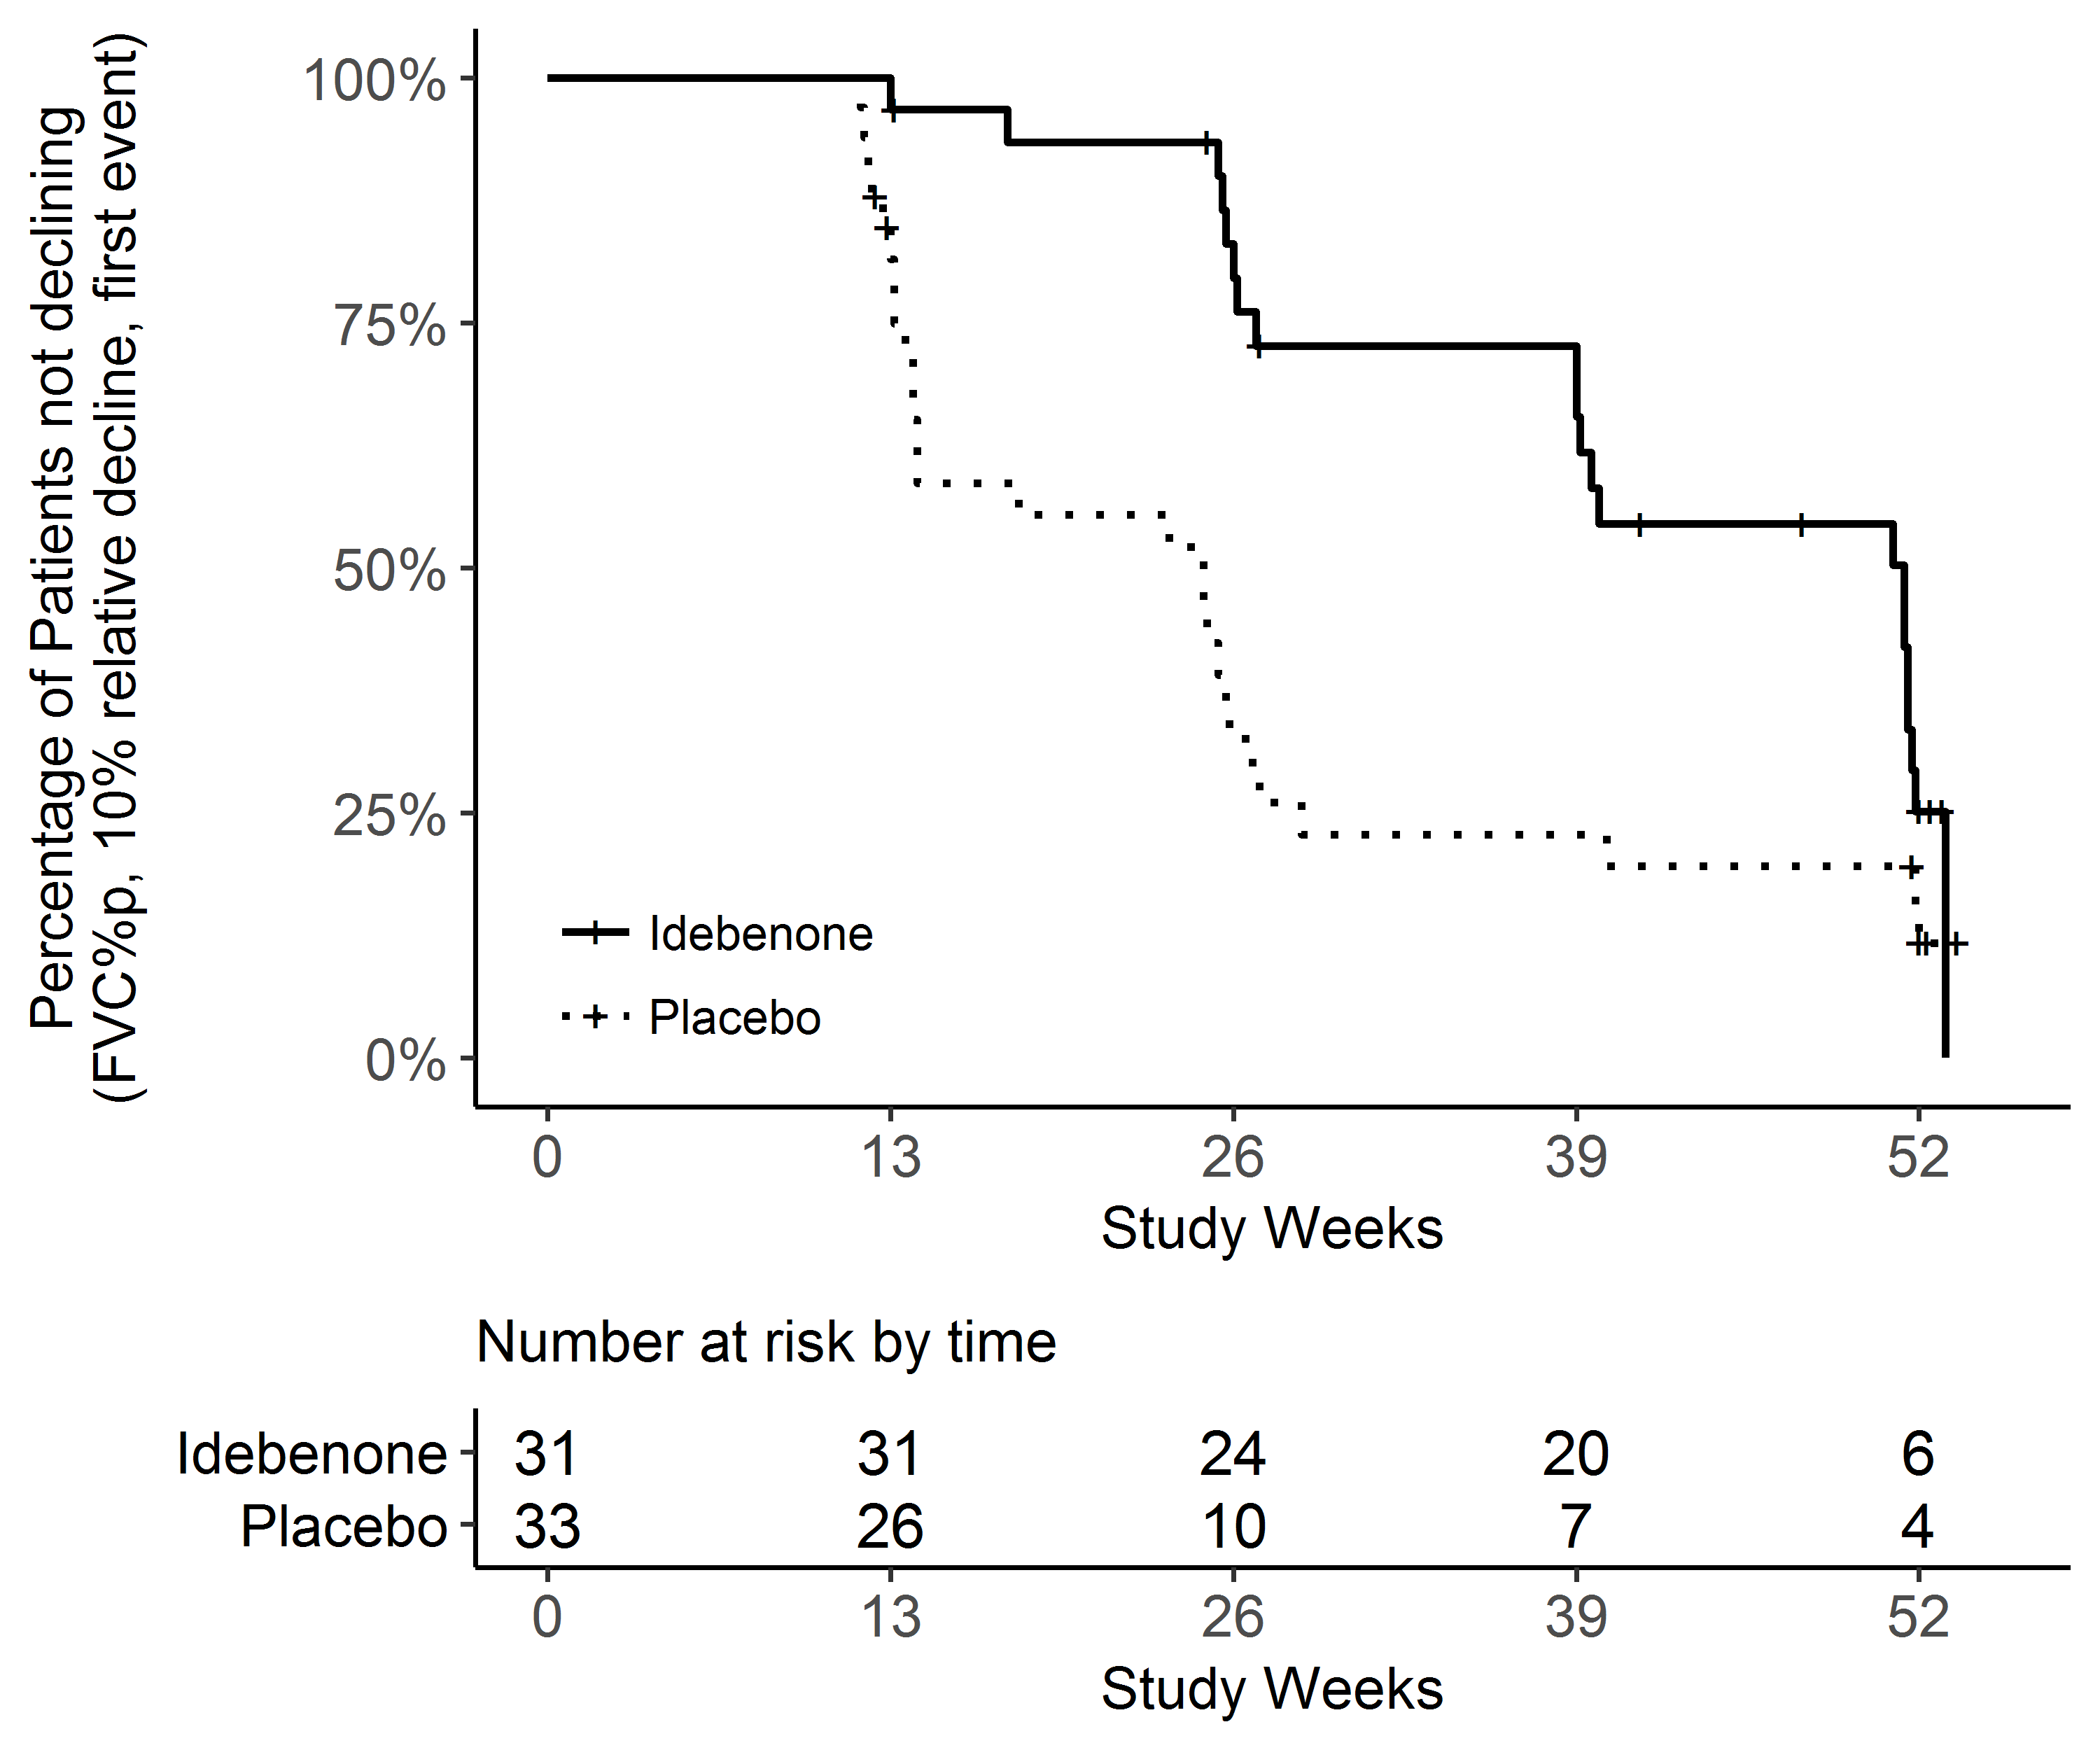 Percentage of Patients not declining
(FVC%p, 10% relative decline, first event)
100%
75%
50%
25%
0%
Idebenone
Placebo
0 13 26 39 52
Study Weeks
Number at risk by time
Idebenone 31 31 24 20 6
Placebo 33 26 10 7 4
0 13 26 39 52
Study Weeks